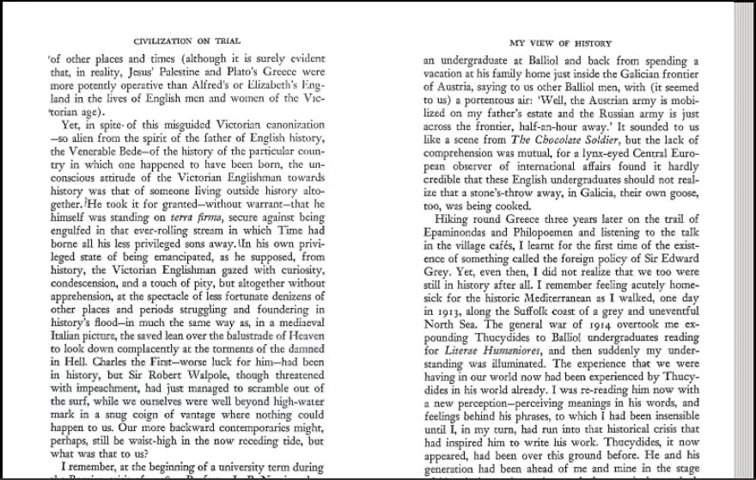 CIVILIZATION ON TRIAL
of other places and times (although it is surely evident
that, in reality, Jesus' Palestine and Plato's Greece were
more potently operative than Alfred's or Elizabeth's Eng-
land in the lives of English men and women of the Vic-
torian age).
Yet, in spite of this misguided Victorian canonization
—so alien from the spirit of the father of English history,
the Venerable Bede—of the history of the particular coun-
try in which one happened to have been born, the un-
conscious attitude of the Victorian Englishman towards
history was that of someone living outside history alto-
gether. He took it for granted—without warrant—that he
himself was standing on terra firma, secure against being
engulfed in that ever-rolling stream in which Time had
borne all his less privileged sons away. In his own privi-
leged state of being emancipated, as he supposed, from
history, the Victorian Englishman gazed with curiosity,
condescension, and a touch of pity, but altogether without
apprehension, at the spectacle of less fortunate denizens of
other places and periods struggling and foundering in
history's flood—in much the same way as, in a mediaeval
Italian picture, the saved lean over the balustrade of Heaven
to look down complacently at the torments of the damned
in Hell. Charles the First—worse luck for him—had been
in history, but Sir Robert Walpole, though threatened
with impeachment, had just managed to scramble out of
the surf, while we ourselves were well beyond high-water
mark in a snug coign of vantage where nothing could
happen to us. Our more backward contemporaries might,
perhaps, still be waist-high in the now receding tide, but
what was that to us?
I remember, at the beginning of a university term during
MY VIEW OF HISTORY
an undergraduate at Balliol and back from spending a
vacation at his family home just inside the Galician frontier
of Austria, saying to us other Balliol men, with (it seemed
to us) a portentous air: 'Well, the Austrian army is mobi-
lized on my father's estate and the Russian army is just
across the frontier, half-an-hour away.' It sounded to us
like a scene from The Chocolate Soldier, but the lack of
comprehension was mutual, for a lynx-eyed Central Euro-
pean observer of international affairs found it hardly
credible that these English undergraduates should not real-
ize that a stone's-throw away, in Galicia, their own goose,
too, was being cooked.
Hiking round Greece three years later on the trail of
Epaminondas and Philopoemen and listening to the talk
in the village cafés, I learnt for the first time of the exist-
ence of something called the foreign policy of Sir Edward
Grey. Yet, even then, I did not realize that we too were
still in history after all. I remember feeling acutely home-
sick for the historic Mediterranean as I walked, one day
in 1913, along the Suffolk coast of a grey and uneventful
North Sea. The general war of 1914 overtook me ex-
pounding Thucydides to Balliol undergraduates reading
for Literae Humaniores, and then suddenly my under-
standing was illuminated. The experience that we were
having in our world now had been experienced by Thucy-
dides in his world already. I was re-reading him now with
a new perception—perceiving meanings in his words, and
feelings behind his phrases, to which I had been insensible
until I, in my turn, had run into that historical crisis that
had inspired him to write his work. Thucydides, it now
appeared, had been over this ground before. He and his
generation had been ahead of me and mine in the stage